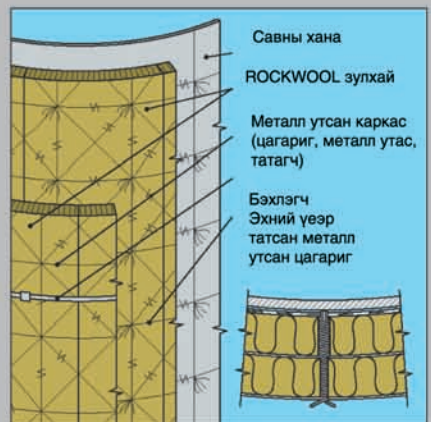 Савны хана
ROCKWOOL зулхай
Металл утсан каркас
(цагариг, металл утас,
татагч)
Бэхлэгч
Эхний үеэр
татсан металл
утсан цагариг